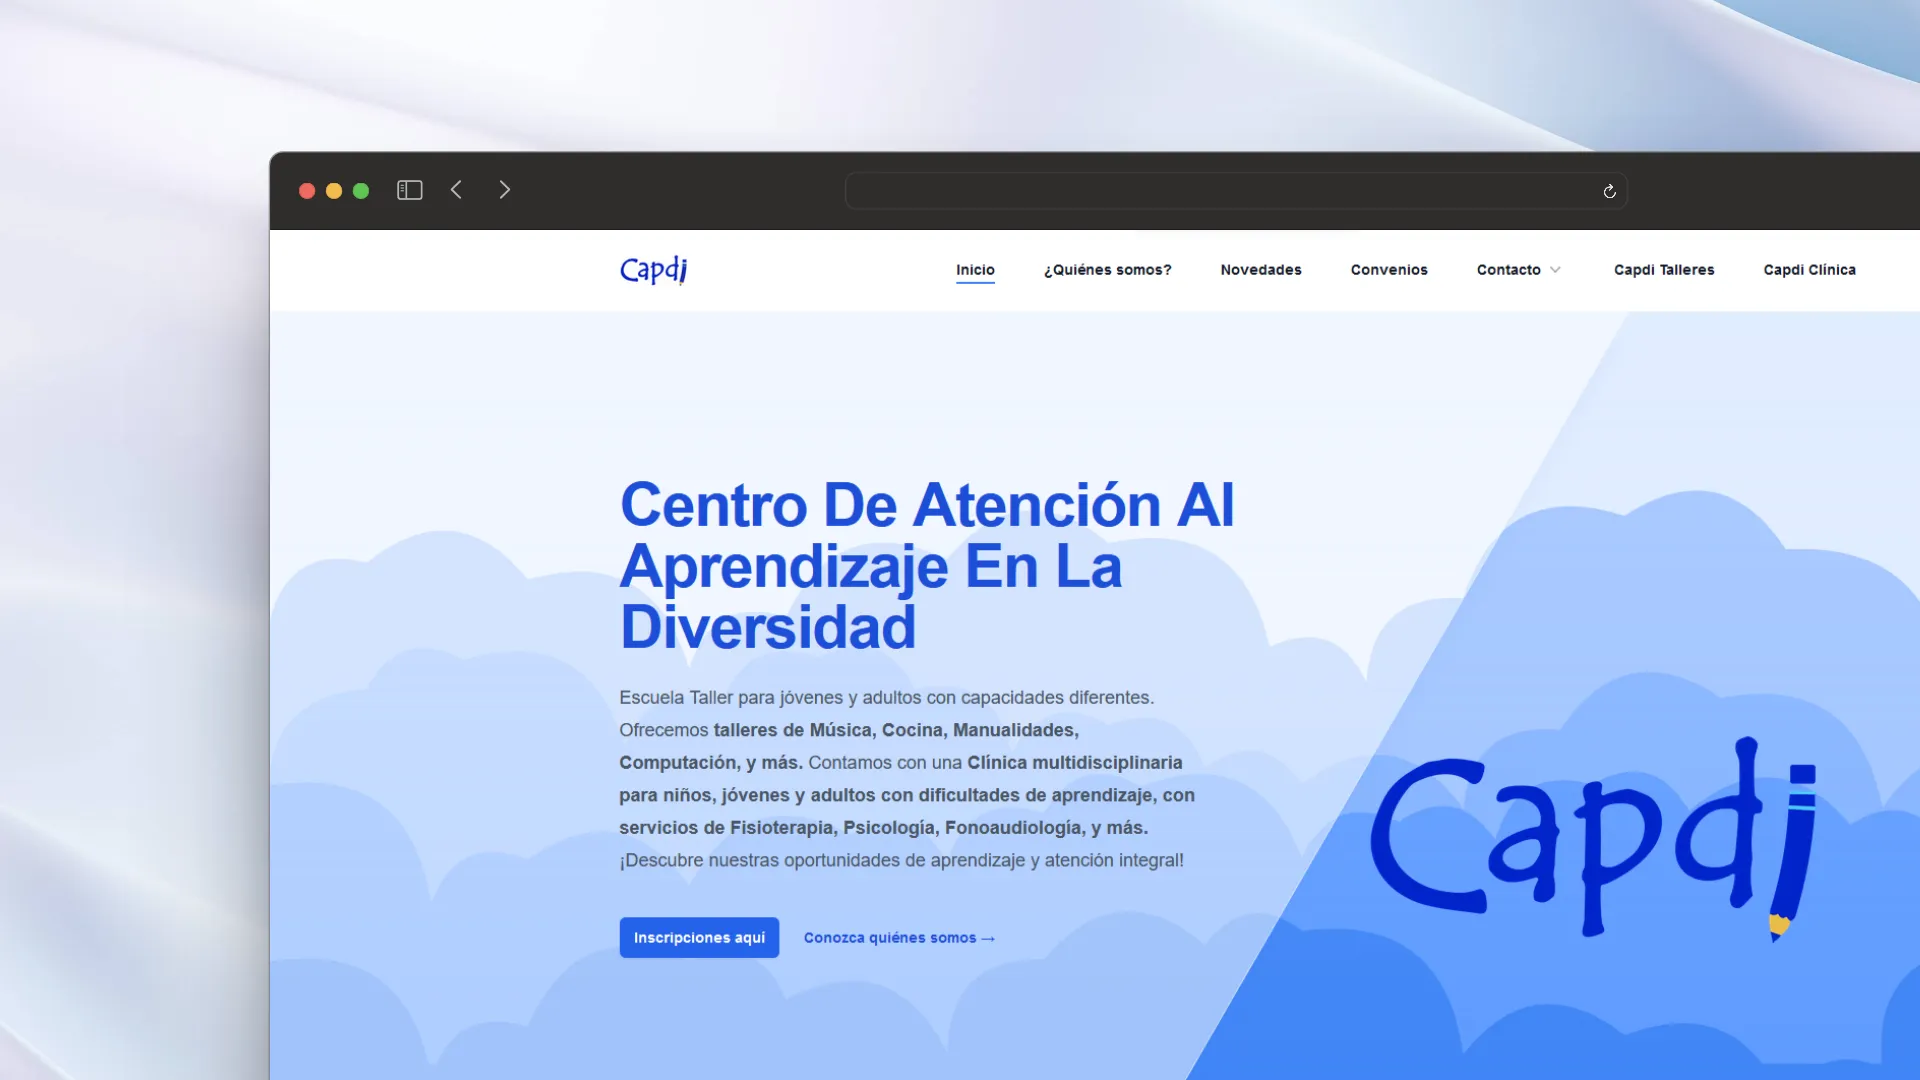 Capdi
Inicio
¿Quiénes somos?
Novedades
Convenios
Contacto
Capdi Talleres
Capdi Clínica
Centro De Atención Al
Aprendizaje En La
Diversidad
Escuela Taller para jóvenes y adultos con capacidades diferentes.
Ofrecemos talleres de Música, Cocina, Manualidades,
Computación, y más. Contamos con una Clínica multidisciplinaria
para niños, jóvenes y adultos con dificultades de aprendizaje, con
servicios de Fisioterapia, Psicología, Fonoaudiología, y más.
¡Descubre nuestras oportunidades de aprendizaje y atención integral!
Inscripciones aquí
Conozca quiénes somos →
Capdi